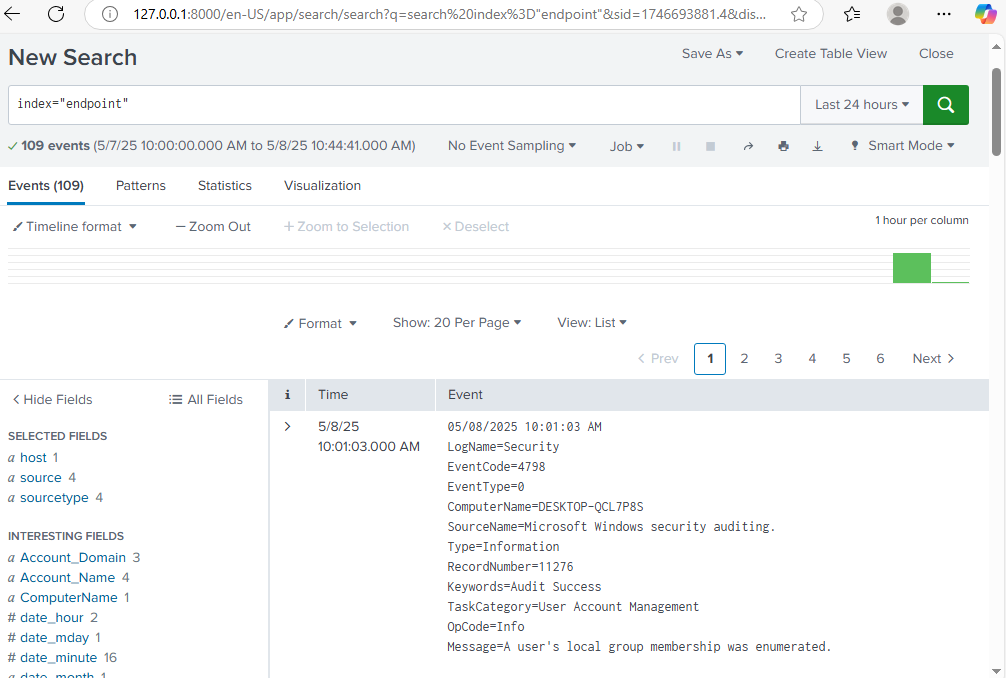 127.0.0.1:8000/en-US/app/search/search?q=search%20index%3D"endpoint"&sid=1746693881.4&dis...
New Search
Save As
Create Table View
Close
index="endpoint"
Last 24 hours
109 events (5/7/25 10:00:00.000 AM to 5/8/25 10:44:41.000 AM)
No Event Sampling
Job
Smart Mode
Events (109)
Patterns
Statistics
Visualization
Timeline format
— Zoom Out
+ Zoom to Selection
× Deselect
1 hour per column
Format
Show: 20 Per Page
View: List
< Prev
1
2
3
4
5
6
Next >
< Hide Fields
All Fields
i
Time
Event
SELECTED FIELDS
a host 1
a source 4
a sourcetype 4
INTERESTING FIELDS
a Account_Domain 3
a Account_Name 4
a ComputerName 1
# date_hour 2
# date_mday 1
# date_minute 16
a date_month 1
>
5/8/25
10:01:03.000 AM
05/08/2025 10:01:03 AM
LogName=Security
EventCode=4798
EventType=0
ComputerName=DESKTOP-QCL7P8S
SourceName=Microsoft Windows security auditing.
Type=Information
RecordNumber=11276
Keywords=Audit Success
TaskCategory=User Account Management
OpCode=Info
Message=A user's local group membership was enumerated.